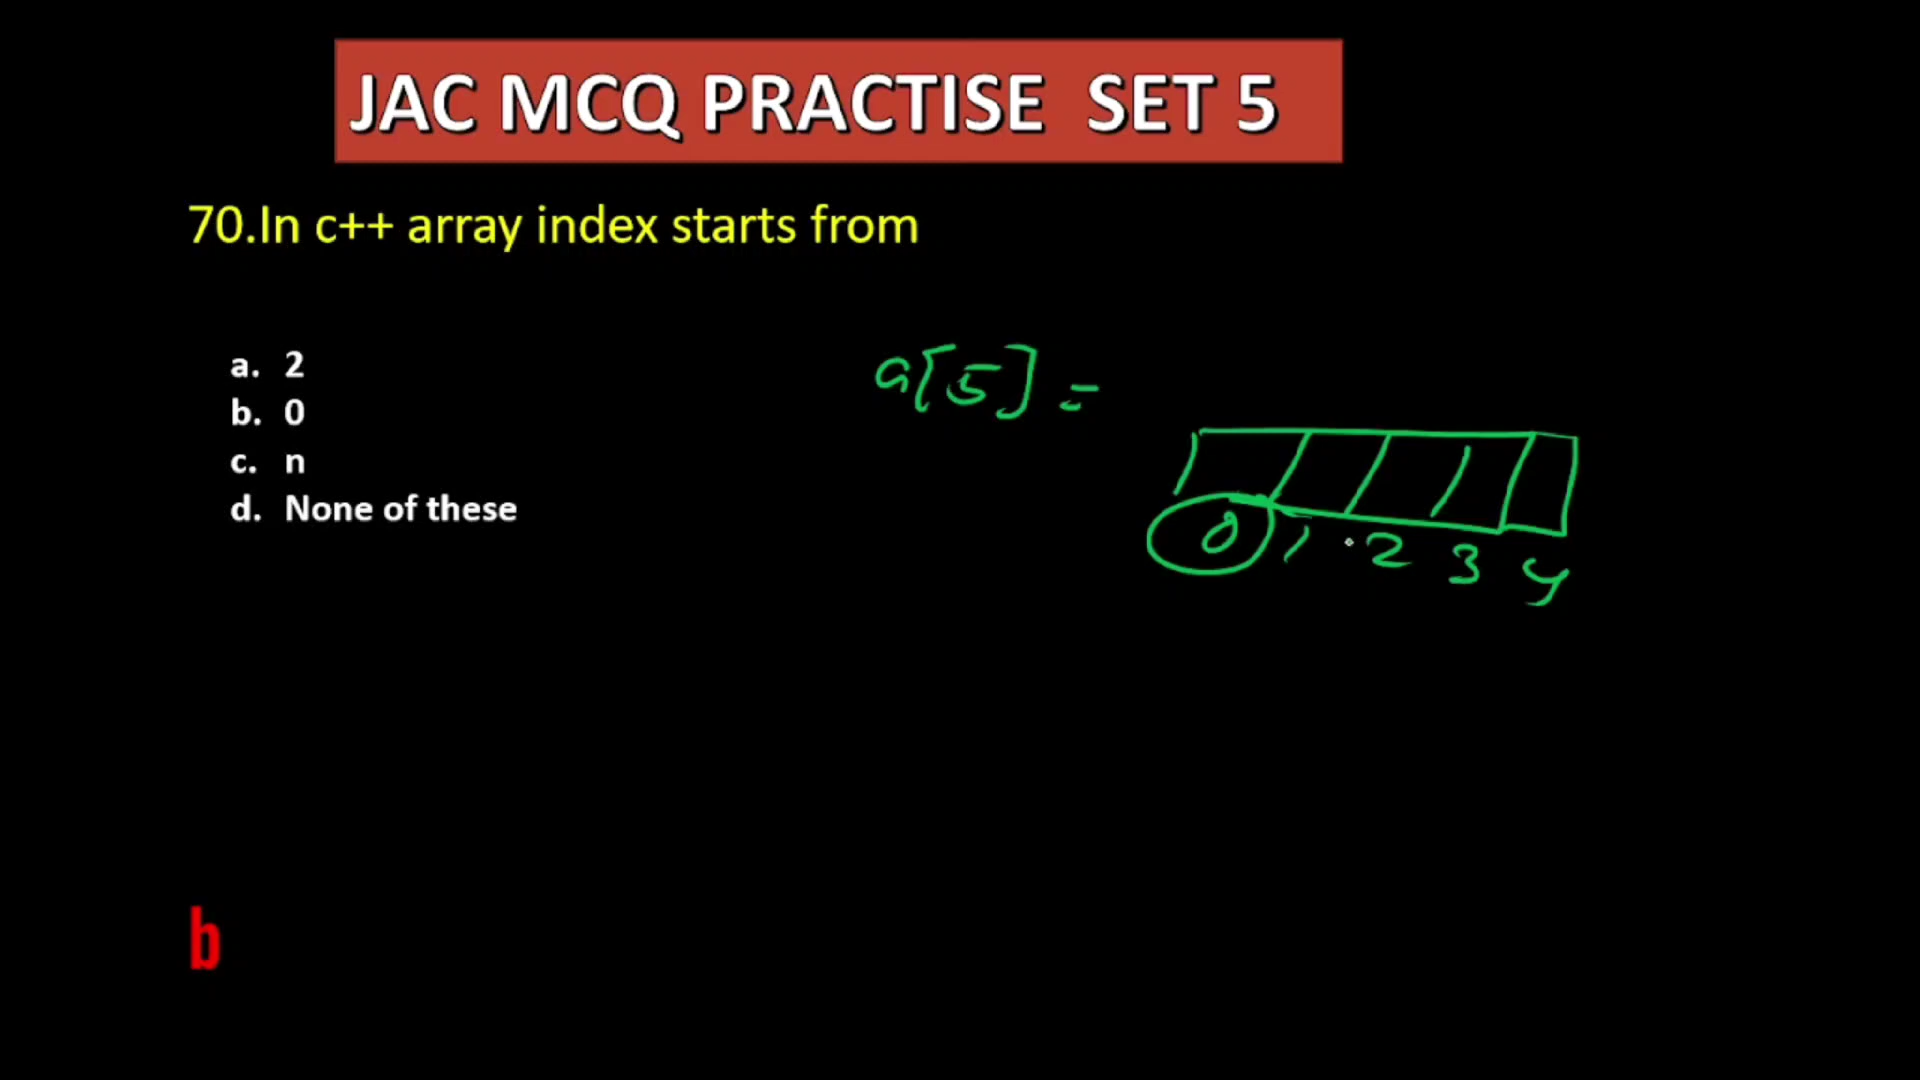 JAC MCQ PRACTISE SET 5
70.In c++ array index starts from
a. 2
b. 0
c. n
d. None of these
a[5] =
0 1 2 3 4
b